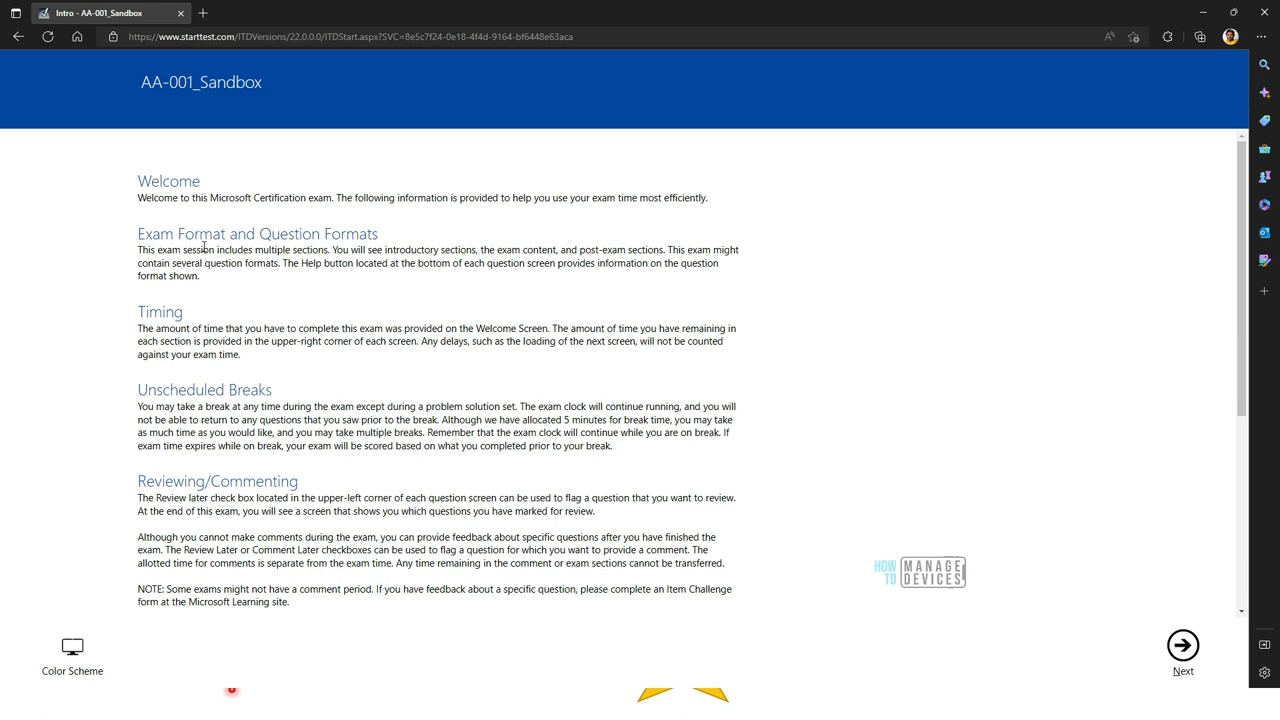 Intro - AA-001_Sandbox
https://www.starttest.com/ITDVersions/22.0.0.0/ITDStart.aspx?SVC=8e5c7f24-0e18-4f4d-9164-bf6448e63aca
AA-001_Sandbox
Welcome
Welcome to this Microsoft Certification exam. The following information is provided to help you use your exam time most efficiently.
Exam Format and Question Formats
This exam session includes multiple sections. You will see introductory sections, the exam content, and post-exam sections. This exam might
contain several question formats. The Help button located at the bottom of each question screen provides information on the question
format shown.
Timing
The amount of time that you have to complete this exam was provided on the Welcome Screen. The amount of time you have remaining in
each section is provided in the upper-right corner of each screen. Any delays, such as the loading of the next screen, will not be counted
against your exam time.
Unscheduled Breaks
You may take a break at any time during the exam except during a problem solution set. The exam clock will continue running, and you will
not be able to return to any questions that you saw prior to the break. Although we have allocated 5 minutes for break time, you may take
as much time as you would like, and you may take multiple breaks. Remember that the exam clock will continue while you are on break. If
exam time expires while on break, your exam will be scored based on what you completed prior to your break.
Reviewing/Commenting
The Review later check box located in the upper-left corner of each question screen can be used to flag a question that you want to review.
At the end of this exam, you will see a screen that shows you which questions you have marked for review.
Although you cannot make comments during the exam, you can provide feedback about specific questions after you have finished the
exam. The Review Later or Comment Later checkboxes can be used to flag a question for which you want to provide a comment. The
allotted time for comments is separate from the exam time. Any time remaining in the comment or exam sections cannot be transferred.
NOTE: Some exams might not have a comment period. If you have feedback about a specific question, please complete an Item Challenge
form at the Microsoft Learning site.
HOW MANAGE
TO DEVICES
Color Scheme
Next